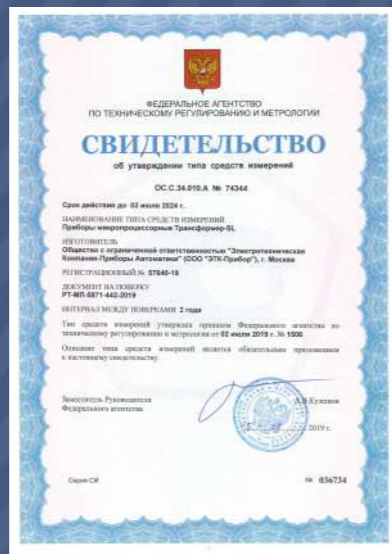 ФЕДЕРАЛЬНОЕ АГЕНТСТВО
ПО ТЕХНИЧЕСКОМУ РЕГУЛИРОВАНИЮ И МЕТРОЛОГИИ
СВИДЕТЕЛЬСТВО
об утверждении типа средств измерений
ОС.С.34.010.А № 74344
Срок действия до 02 июля 2024 г.
НАИМЕНОВАНИЕ ТИПА СРЕДСТВ ИЗМЕРЕНИЙ
Приборы микропроцессорные Трансформер-SL
ИЗГОТОВИТЕЛЬ
Общество с ограниченной ответственностью "Электротехническая
Компания-Приборы Автоматики" (ООО "ЭТК-Прибор"), г. Москва
РЕГИСТРАЦИОННЫЙ №
ДОКУМЕНТ НА ПОВЕРКУ
РТ-МП-5871-442-2019
ИНТЕРВАЛ МЕЖДУ ПОВЕРКАМИ 2 года
Тип средств измерений утвержден приказом Федерального агентства по
техническому регулированию и метрологии от 02 июля 2019 г. № 1506
Описание типа средств измерений является обязательным приложением
к настоящему свидетельству.
Заместитель Руководителя
Федерального агентства
А.В.Кулешов
2019 г.
Серия СИ
№ 036734